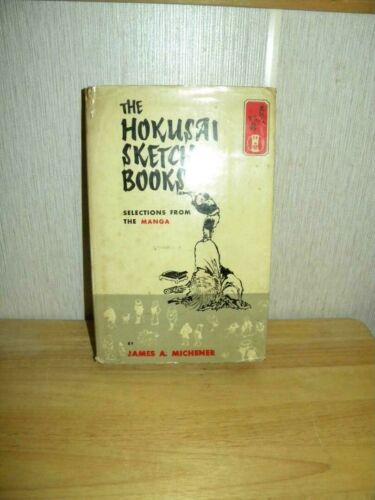 THE
HOKUSAI
SKETCH
BOOKS
SELECTIONS FROM
THE MANGA
BY
JAMES A. MICHENER